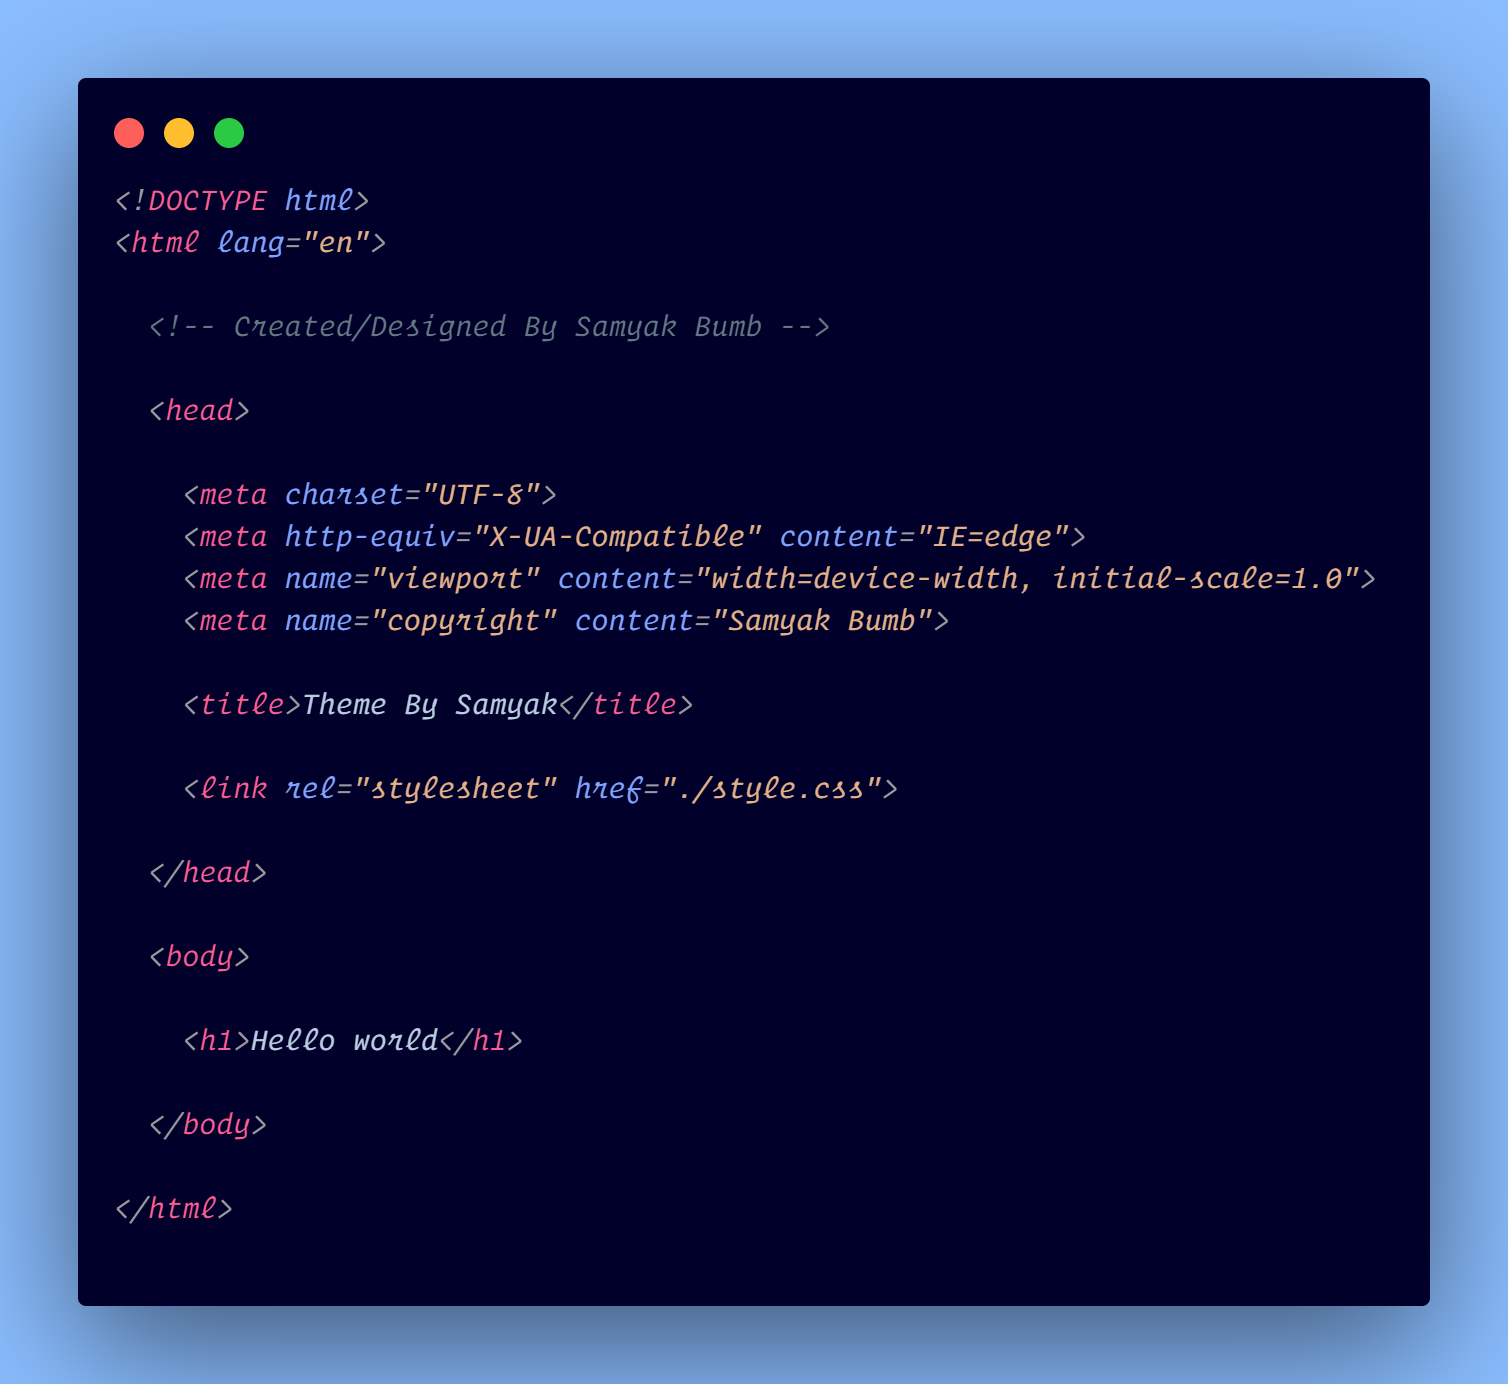 <!DOCTYPE html>
<html lang="en">
<!-- Created/Designed By Samyak Bumb -->
<head>
<meta charset="UTF-8">
<meta http-equiv="X-UA-Compatible" content="IE=edge">
<meta name="viewport" content="width=device-width, initial-scale=1.0">
<meta name="copyright" content="Samyak Bumb">
<title>Theme By Samyak</title>
<link rel="stylesheet" href="./style.css">
</head>
<body>
<h1>Hello world</h1>
</body>
</html>